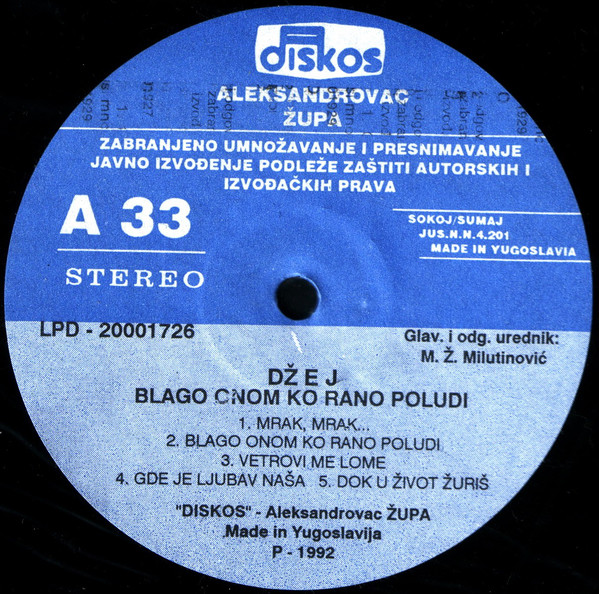 diskos
ALEKSANDROVAC
ŽUPA
ZABRANJENO UMNOŽAVANJE I PRESNIMAVANJE
JAVNO IZVOĐENJE PODLEŽE ZAŠTITI AUTORSKIH I
IZVOĐAČKIH PRAVA
A 33
STEREO
SOKOJ/SUMAJ
JUS.N.N.4.201
MADE IN YUGOSLAVIA
LPD - 20001726
Glav. i odg. urednik:
M. Ž. Milutinović
DŽ E J
BLAGO ONOM KO RANO POLUDI
1. MRAK, MRAK...
2. BLAGO ONOM KO RANO POLUDI
3. VETROVI ME LOME
4. GDE JE LJUBAV NAŠA 5. DOK U ŽIVOT ŽURIŠ
"DISKOS" - Aleksandrovac ŽUPA
Made in Yugoslavija
P - 1992